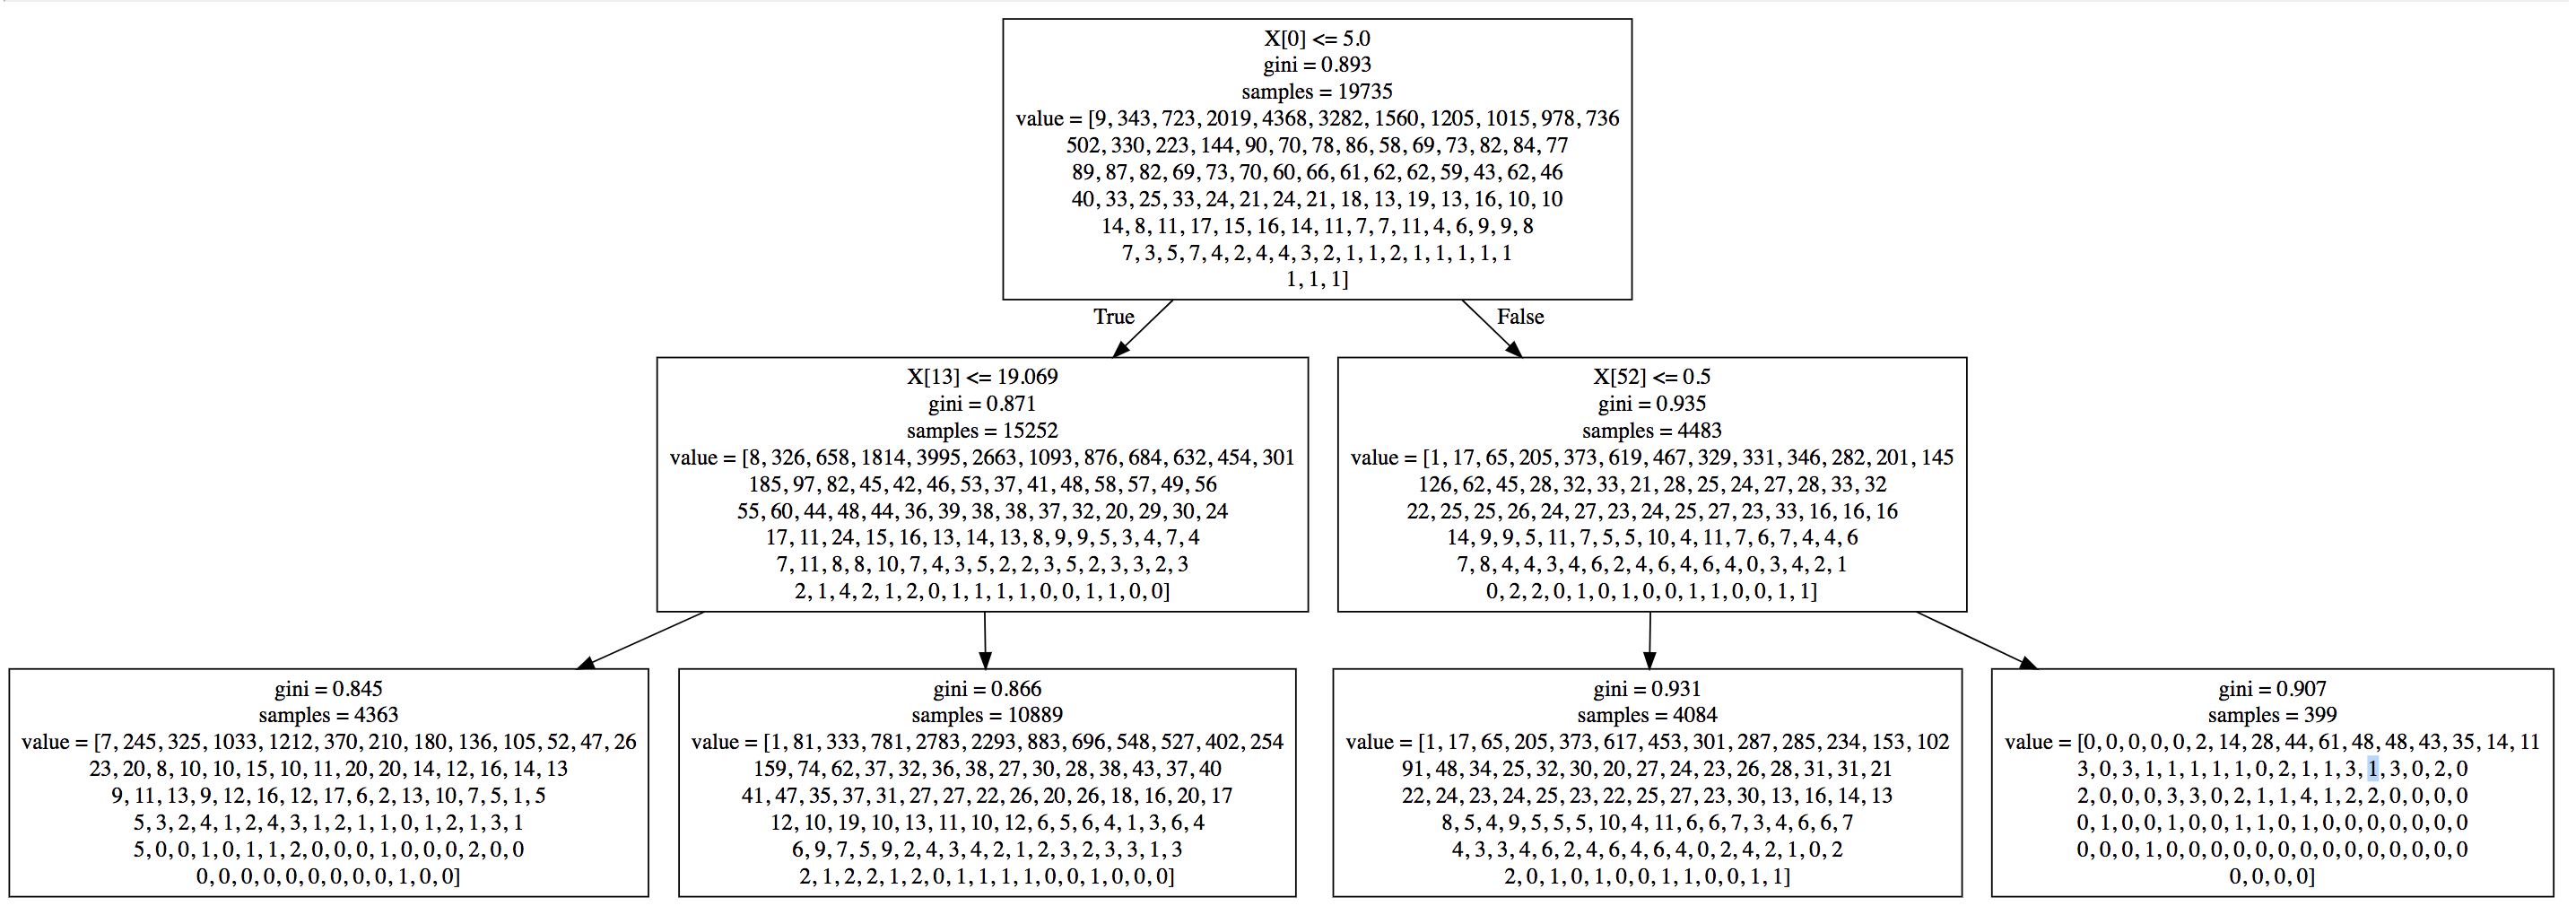 X[0] <= 5.0
gini = 0.893
samples = 19735
value = [9, 343, 723, 2019, 4368, 3282, 1560, 1205, 1015, 978, 736
502, 330, 223, 144, 90, 70, 78, 86, 58, 69, 73, 82, 84, 77
89, 87, 82, 69, 73, 70, 60, 66, 61, 62, 62, 59, 43, 62, 46
40, 33, 25, 33, 24, 21, 24, 21, 18, 13, 19, 13, 16, 10, 10
14, 8, 11, 17, 15, 16, 14, 11, 7, 7, 11, 4, 6, 9, 9, 8
7, 3, 5, 7, 4, 2, 4, 4, 3, 2, 1, 1, 2, 1, 1, 1, 1, 1
1, 1, 1]
True
False
X[13] <= 19.069
gini = 0.871
samples = 15252
value = [8, 326, 658, 1814, 3995, 2663, 1093, 876, 684, 632, 454, 301
185, 97, 82, 45, 42, 46, 53, 37, 41, 48, 58, 57, 49, 56
55, 60, 44, 48, 44, 36, 39, 38, 38, 37, 32, 20, 29, 30, 24
17, 11, 24, 15, 16, 13, 14, 13, 8, 9, 9, 5, 3, 4, 7, 4
7, 11, 8, 8, 10, 7, 4, 3, 5, 2, 2, 3, 5, 2, 3, 3, 2, 3
2, 1, 4, 2, 1, 2, 0, 1, 1, 1, 1, 0, 0, 1, 1, 0, 0]
X[52] <= 0.5
gini = 0.935
samples = 4483
value = [1, 17, 65, 205, 373, 619, 467, 329, 331, 346, 282, 201, 145
126, 62, 45, 28, 32, 33, 21, 28, 25, 24, 27, 28, 33, 32
22, 25, 25, 26, 24, 27, 23, 24, 25, 27, 23, 33, 16, 16, 16
14, 9, 9, 5, 11, 7, 5, 5, 10, 4, 11, 7, 6, 7, 4, 4, 6
7, 8, 4, 4, 3, 4, 6, 2, 4, 6, 4, 6, 4, 0, 3, 4, 2, 1
0, 2, 2, 0, 1, 0, 1, 0, 0, 1, 1, 0, 0, 1, 1]
gini = 0.845
samples = 4363
value = [7, 245, 325, 1033, 1212, 370, 210, 180, 136, 105, 52, 47, 26
23, 20, 8, 10, 10, 15, 10, 11, 20, 20, 14, 12, 16, 14, 13
9, 11, 13, 9, 12, 16, 12, 17, 6, 2, 13, 10, 7, 5, 1, 5
5, 3, 2, 4, 1, 2, 4, 3, 1, 2, 1, 1, 0, 1, 2, 1, 3, 1
5, 0, 0, 1, 0, 1, 1, 2, 0, 0, 0, 1, 0, 0, 0, 2, 0, 0
0, 0, 0, 0, 0, 0, 0, 0, 0, 1, 0, 0]
gini = 0.866
samples = 10889
value = [1, 81, 333, 781, 2783, 2293, 883, 696, 548, 527, 402, 254
159, 74, 62, 37, 32, 36, 38, 27, 30, 28, 38, 43, 37, 40
41, 47, 35, 37, 31, 27, 27, 22, 26, 20, 26, 18, 16, 20, 17
12, 10, 19, 10, 13, 11, 10, 12, 6, 5, 6, 4, 1, 3, 6, 4
6, 9, 7, 5, 9, 2, 4, 3, 4, 2, 1, 2, 3, 2, 3, 3, 1, 3
2, 1, 2, 2, 1, 2, 0, 1, 1, 1, 1, 0, 0, 1, 0, 0, 0]
gini = 0.931
samples = 4084
value = [1, 17, 65, 205, 373, 617, 453, 301, 287, 285, 234, 153, 102
91, 48, 34, 25, 32, 30, 20, 27, 24, 23, 26, 28, 31, 31, 21
22, 24, 23, 24, 25, 23, 22, 25, 27, 23, 30, 13, 16, 14, 13
8, 5, 4, 9, 5, 5, 5, 10, 4, 11, 6, 6, 7, 3, 4, 6, 6, 7
4, 3, 3, 4, 6, 2, 4, 6, 4, 6, 4, 0, 2, 4, 2, 1, 0, 2
2, 0, 1, 0, 1, 0, 0, 1, 1, 0, 0, 1, 1]
gini = 0.907
samples = 399
value = [0, 0, 0, 0, 0, 2, 14, 28, 44, 61, 48, 48, 43, 35, 14, 11
3, 0, 3, 1, 1, 1, 1, 1, 0, 2, 1, 1, 3, 1, 3, 0, 2, 0
2, 0, 0, 0, 3, 3, 0, 2, 1, 1, 4, 1, 2, 2, 0, 0, 0, 0
0, 1, 0, 0, 1, 0, 0, 1, 1, 0, 1, 0, 0, 0, 0, 0, 0, 0
0, 0, 0, 1, 0, 0, 0, 0, 0, 0, 0, 0, 0, 0, 0, 0, 0, 0
0, 0, 0, 0]